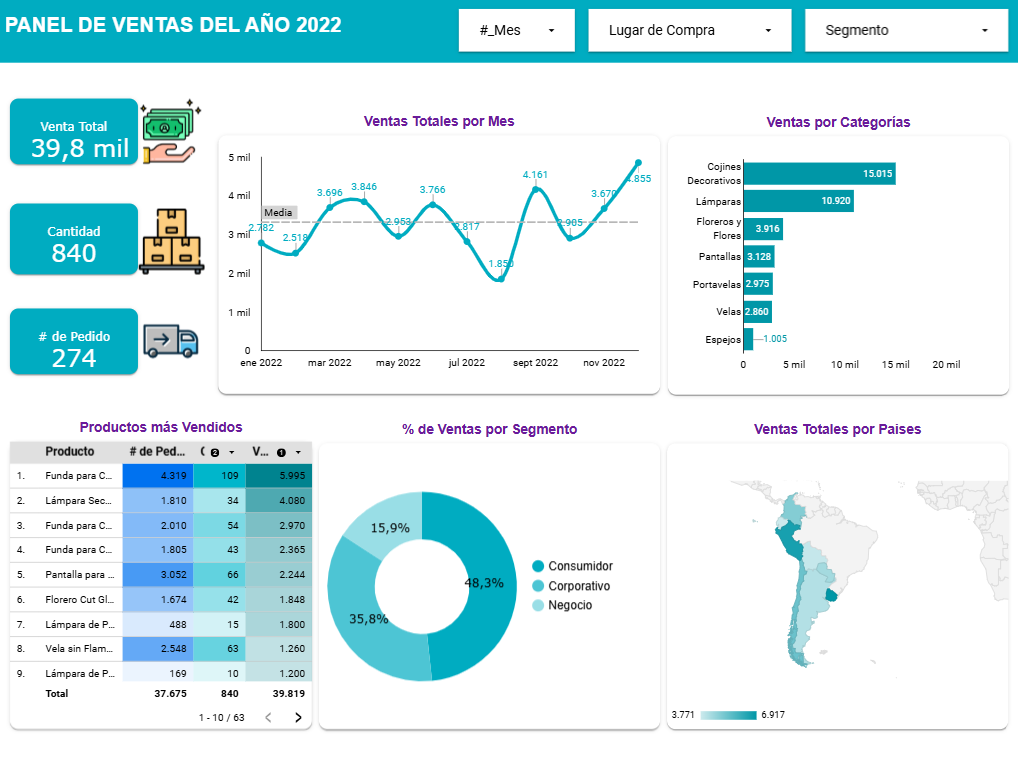 PANEL DE VENTAS DEL AÑO 2022
#_Mes
Lugar de Compra
Segmento
Venta Total
39,8 mil
Cantidad
840
# de Pedido
274
Ventas Totales por Mes
5 mil
4 mil
3 mil
2 mil
1 mil
0
Media
2.782
2.518
3.696
3.846
2.953
3.766
2.817
1.850
4.161
2.905
3.670
4.855
ene 2022
mar 2022
may 2022
jul 2022
sept 2022
nov 2022
Ventas por Categorías
Cojines
Decorativos
15.015
Lámparas
10.920
Floreros y
Flores
3.916
Pantallas
3.128
Portavelas
2.975
Velas
2.860
Espejos
1.005
0
5 mil
10 mil
15 mil
20 mil
Productos más Vendidos
Producto # de Ped... C 2 V... 1
1. Funda para C... 4.319 109 5.995
2. Lámpara Sec... 1.810 34 4.080
3. Funda para C... 2.010 54 2.970
4. Funda para C... 1.805 43 2.365
5. Pantalla para ... 3.052 66 2.244
6. Florero Cut Gl... 1.674 42 1.848
7. Lámpara de P... 488 15 1.800
8. Vela sin Flam... 2.548 63 1.260
9. Lámpara de P... 169 10 1.200
Total 37.675 840 39.819
1 - 10 / 63
% de Ventas por Segmento
15,9%
48,3%
35,8%
Consumidor
Corporativo
Negocio
Ventas Totales por Paises
3.771
6.917